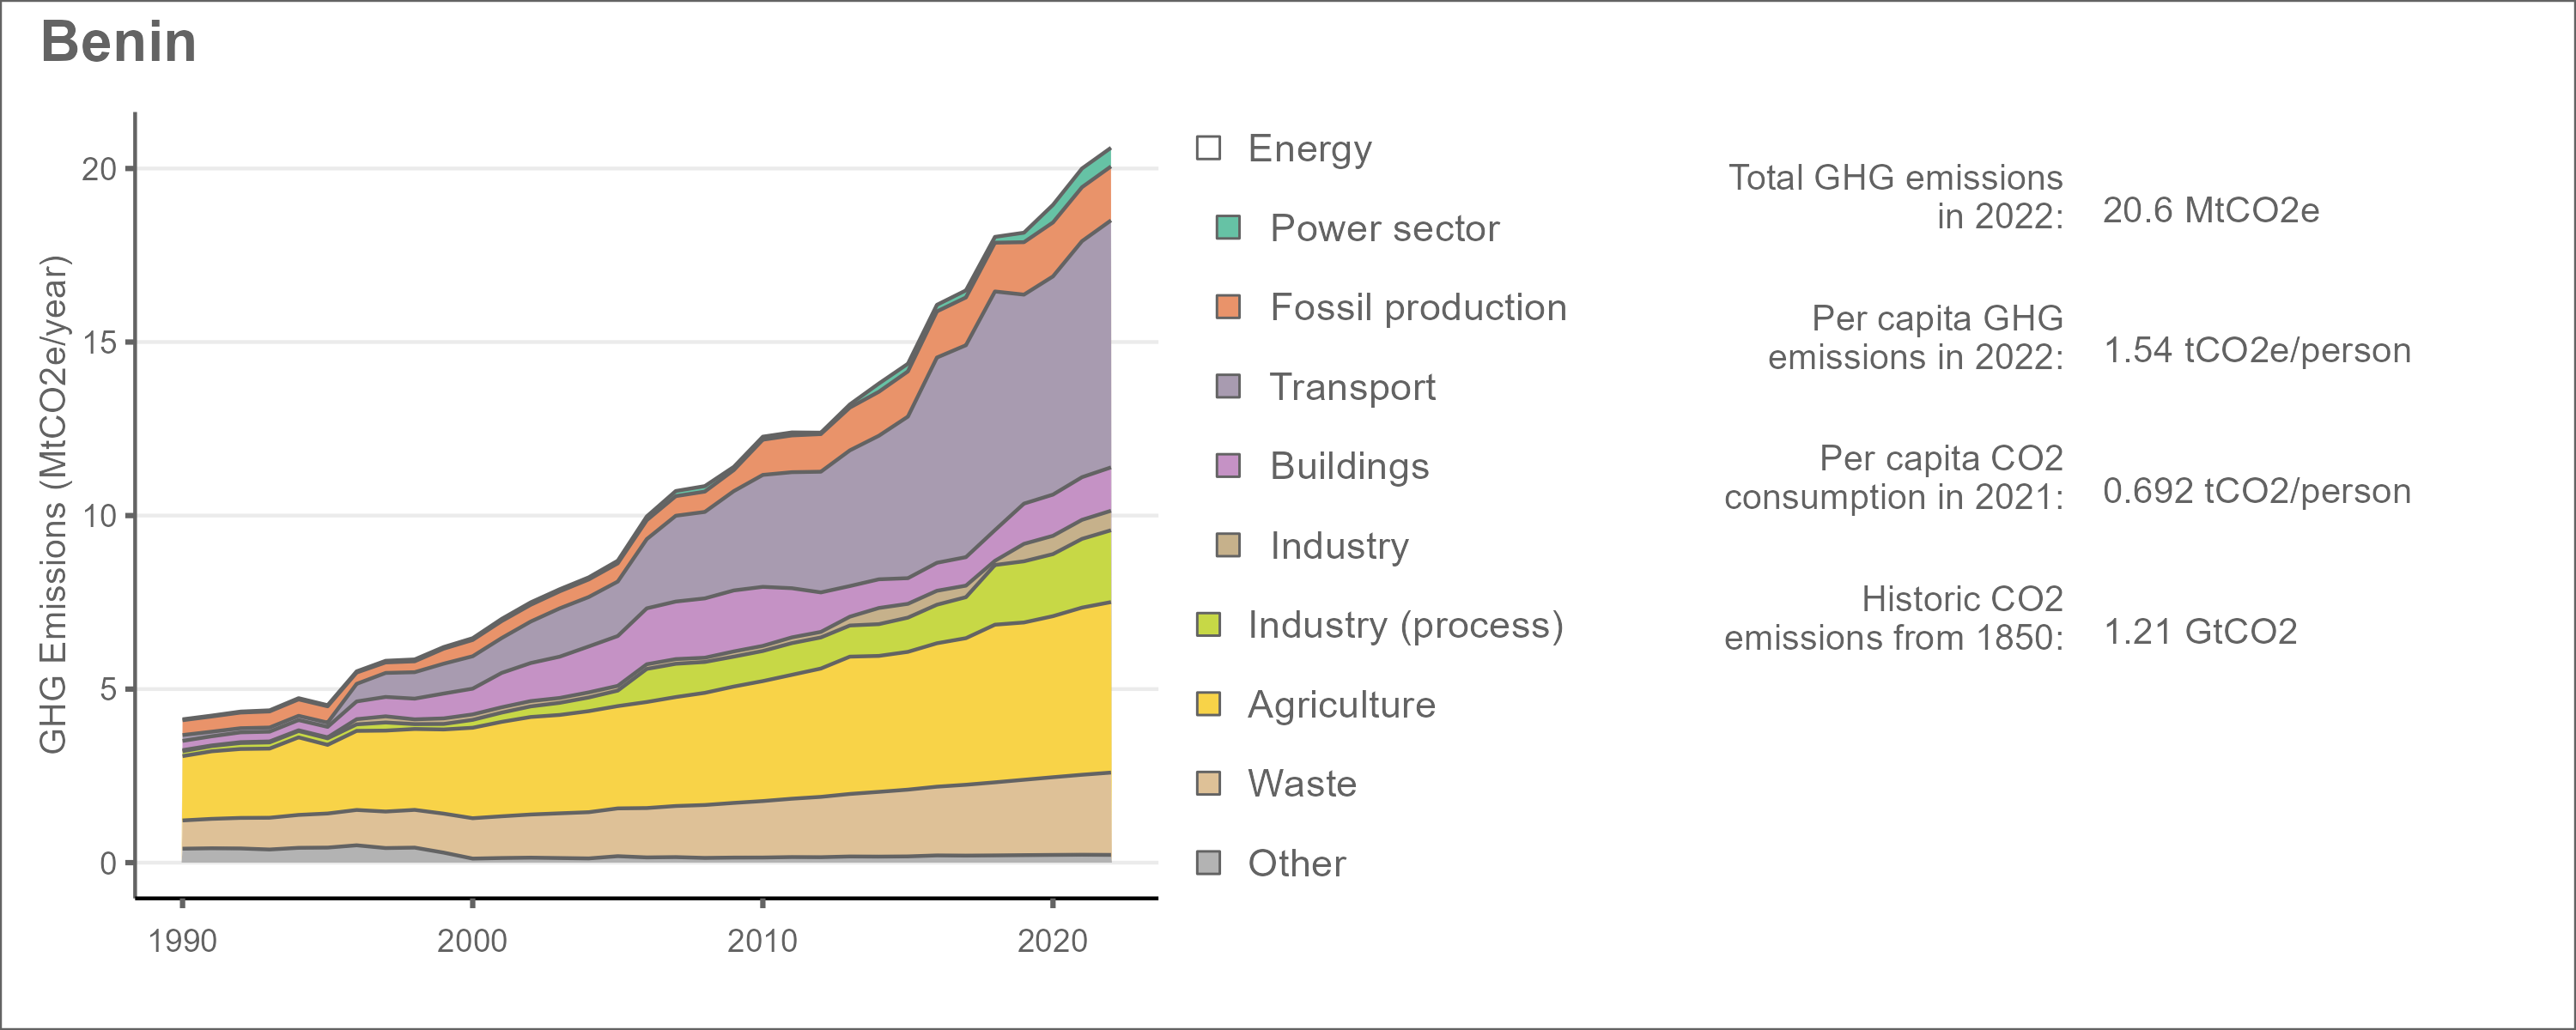 Benin
GHG Emissions (MtCO2e/year)
20
15
10
5
0
1990
2000
2010
2020
Energy
Power sector
Fossil production
Transport
Buildings
Industry
Industry (process)
Agriculture
Waste
Other
Total GHG emissions
in 2022:
20.6 MtCO2e
Per capita GHG
emissions in 2022:
1.54 tCO2e/person
Per capita CO2
consumption in 2021:
0.692 tCO2/person
Historic CO2
emissions from 1850:
1.21 GtCO2